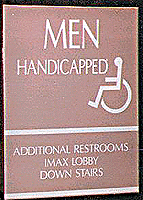 MEN
HANDICAPPED
ADDITIONAL RESTROOMS
IMAX LOBBY
DOWN STAIRS